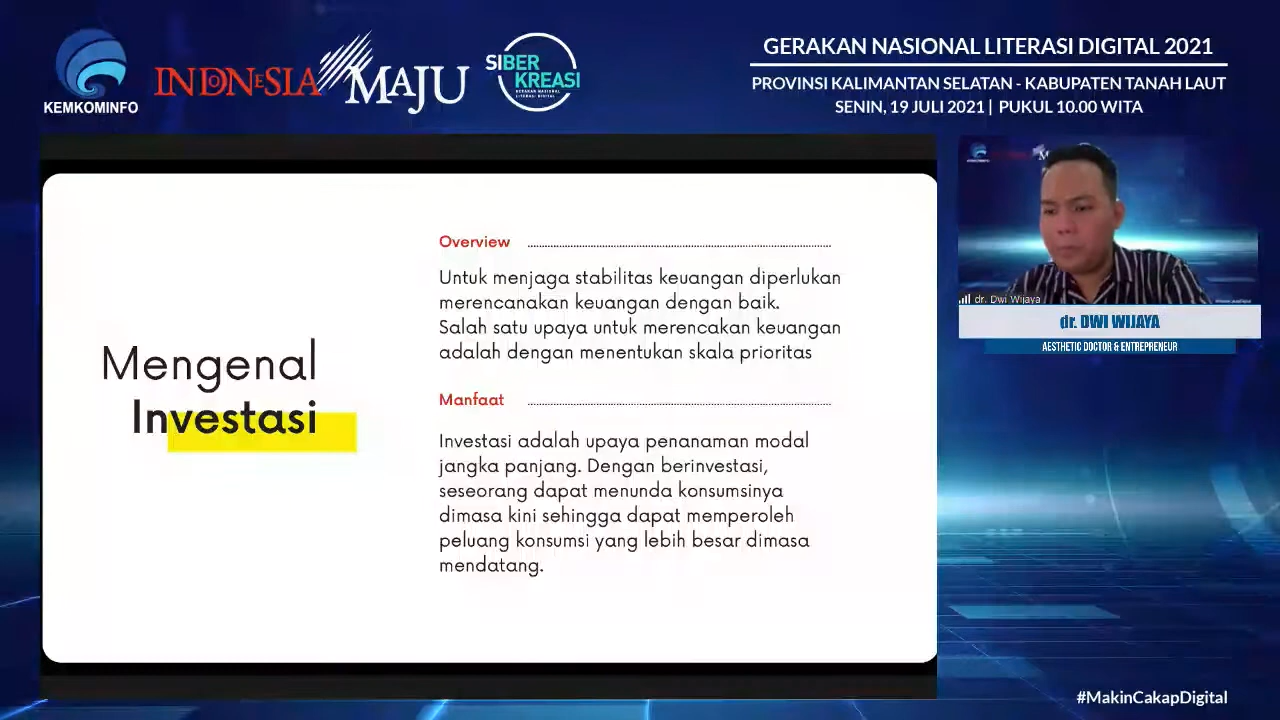 KEMKOMINFO
INDONESIA MAJU
SIBER
KREASI
GERAKAN NASIONAL
LITERASI DIGITAL
GERAKAN NASIONAL LITERASI DIGITAL 2021
PROVINSI KALIMANTAN SELATAN - KABUPATEN TANAH LAUT
SENIN, 19 JULI 2021 | PUKUL 10.00 WITA
Mengenal
Investasi
Overview
Untuk menjaga stabilitas keuangan diperlukan
merencanakan keuangan dengan baik.
Salah satu upaya untuk merencakan keuangan
adalah dengan menentukan skala prioritas
Manfaat
Investasi adalah upaya penanaman modal
jangka panjang. Dengan berinvestasi,
seseorang dapat menunda konsumsinya
dimasa kini sehingga dapat memperoleh
peluang konsumsi yang lebih besar dimasa
mendatang.
dr. Dwi Wijaya
dr. DWI WIJAYA
AESTHETIC DOCTOR & ENTREPRENEUR
#MakinCakapDigital